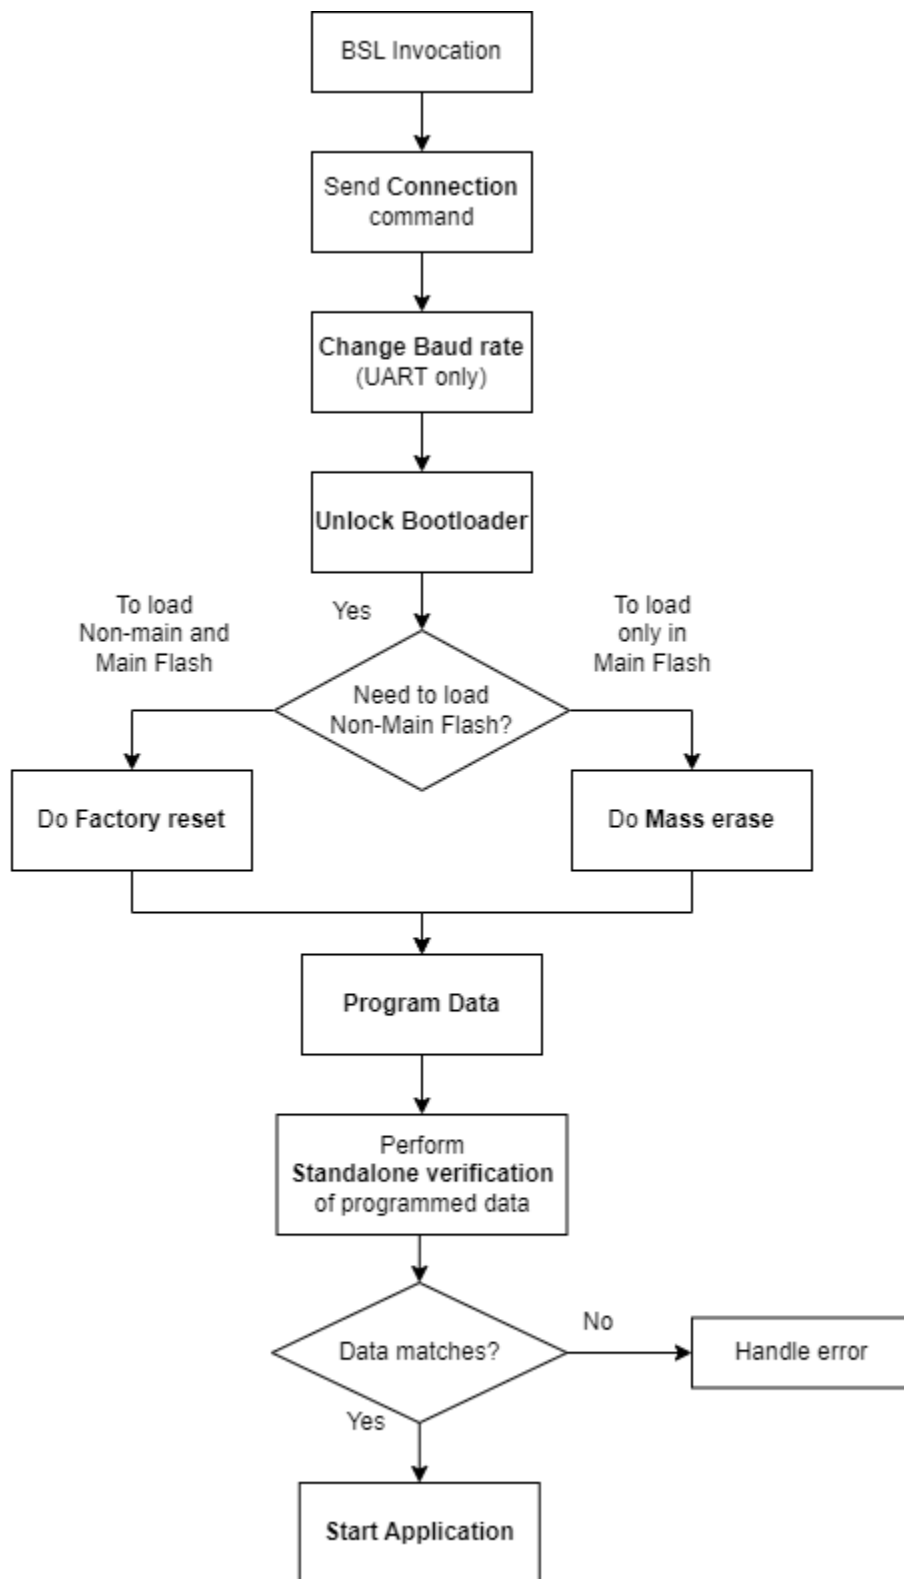 BSL Invocation
Send Connection
command
Change Baud rate
(UART only)
Unlock Bootloader
To load
Non-main and
Main Flash
Yes
To load
only in
Main Flash
Need to load
Non-Main Flash?
Do Factory reset
Do Mass erase
Program Data
Perform
Standalone verification
of programmed data
Data matches?
No
Handle error
Yes
Start Application